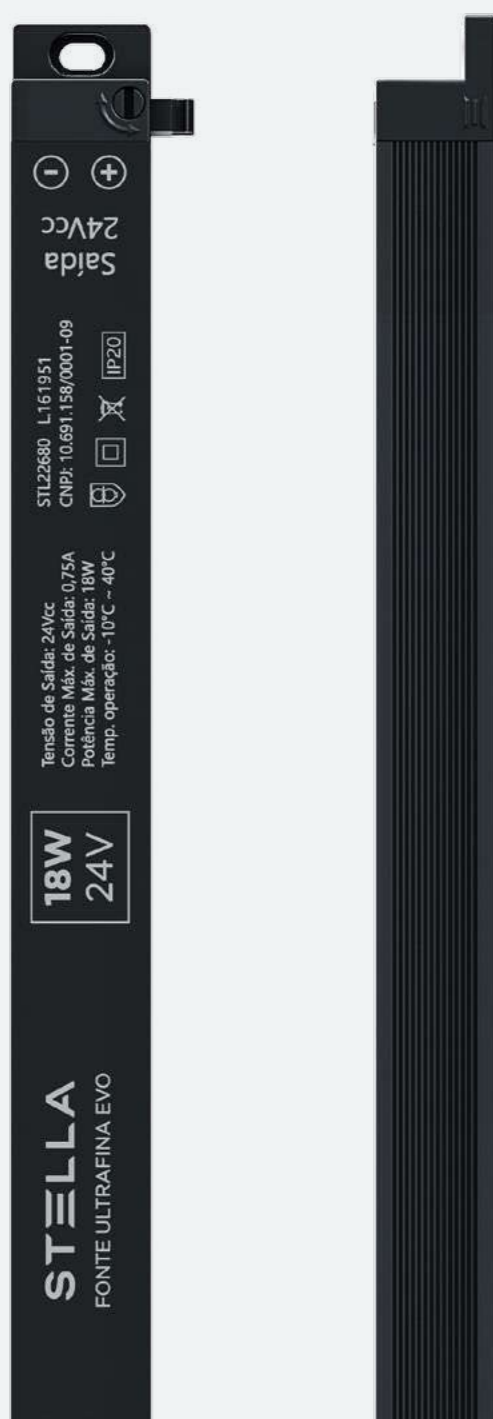 STELLA
FONTE ULTRAFINA EVO
18W
24V
Tensão de Saída: 24Vcc
Corrente Máx. de Saída: 0,75A
Potência Máx. de Saída: 18W
Temp. operação: -10°C ~ 40°C
STL22680 L.161951
CNPJ: 10.691.158/0001-09
IP20
Saída
24Vcc
+ -